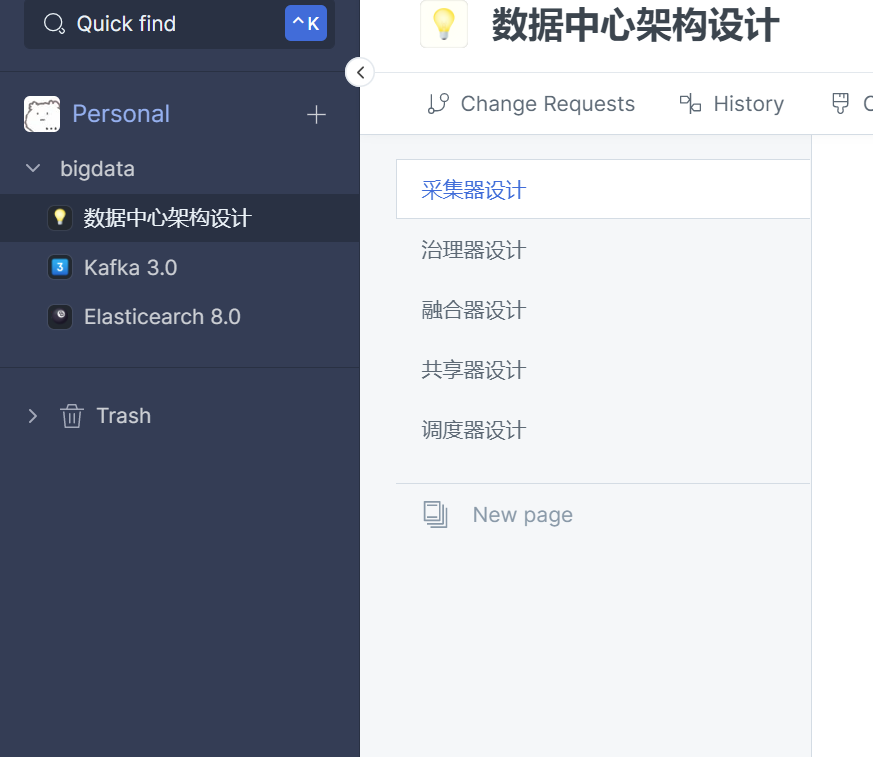 Quick find
^ K
Personal
bigdata
数据中心架构设计
Kafka 3.0
Elasticearch 8.0
Trash
数据中心架构设计
Change Requests
History
采集器设计
治理器设计
融合器设计
共享器设计
调度器设计
New page